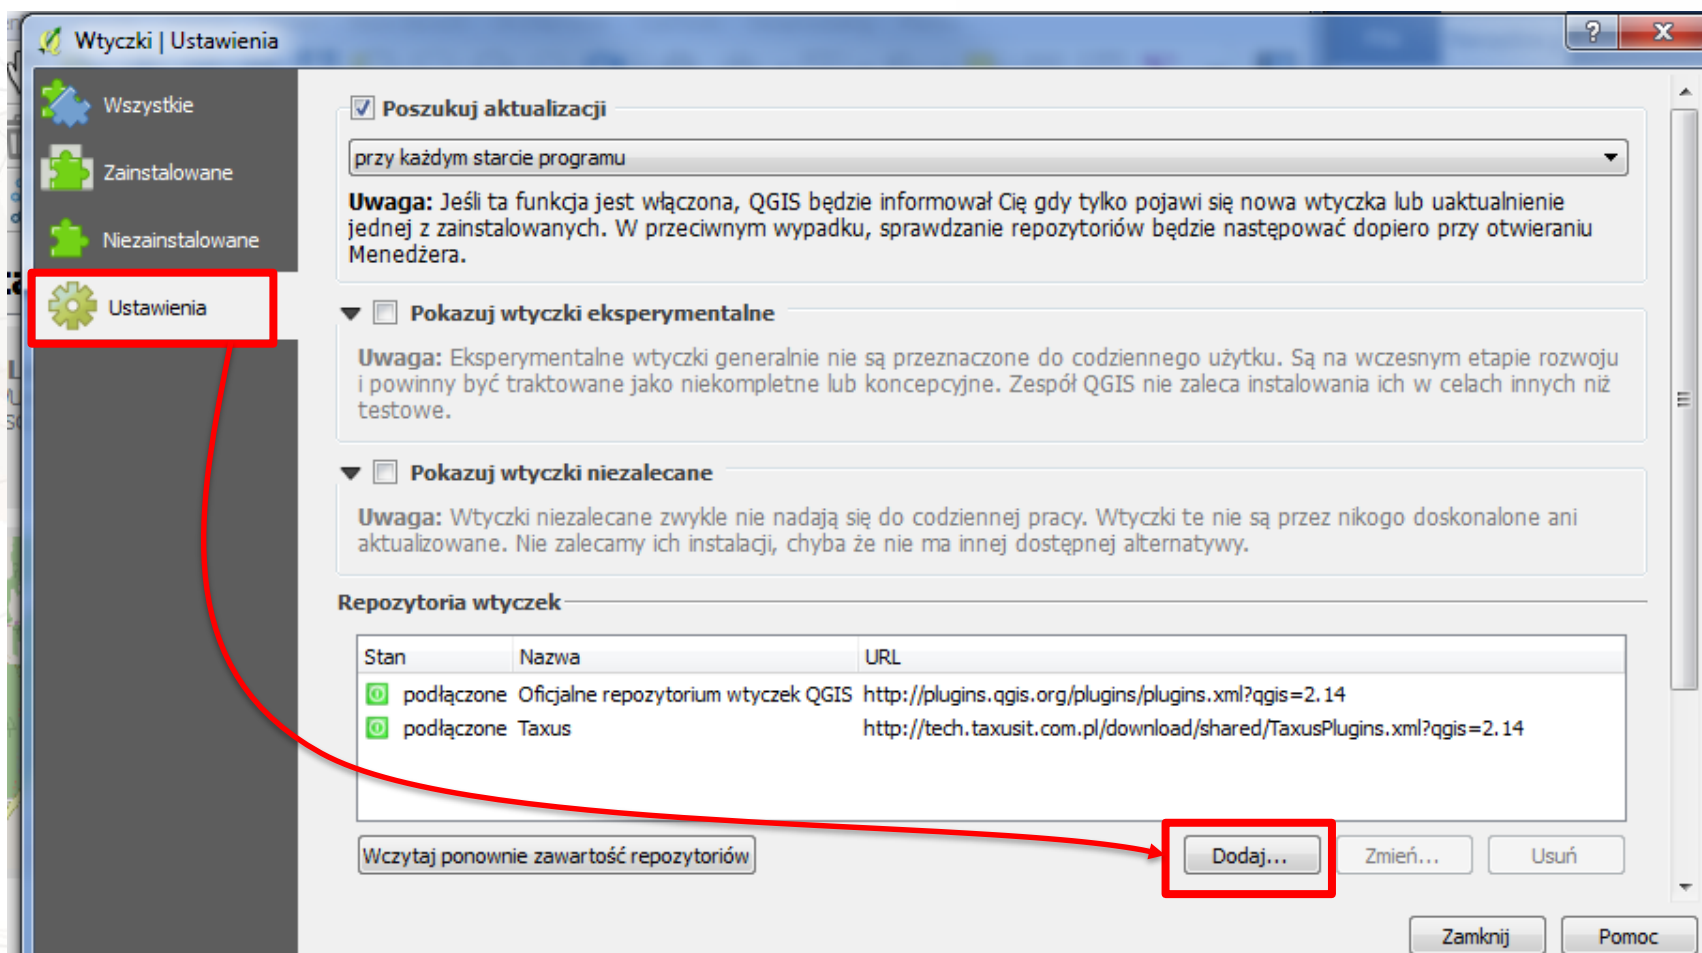 Wtyczki | Ustawienia
Wszystkie
Zainstalowane
Niezainstalowane
Ustawienia
Poszukuj aktualizacji
przy każdym starcie programu
Uwaga: Jeśli ta funkcja jest włączona, QGIS będzie informował Cię gdy tylko pojawi się nowa wtyczka lub uaktualnienie
jednej z zainstalowanych. W przeciwnym wypadku, sprawdzanie repozytoriów będzie następować dopiero przy otwieraniu
Menedżera.
Pokazuj wtyczki eksperymentalne
Uwaga: Eksperymentalne wtyczki generalnie nie są przeznaczone do codziennego użytku. Są na wczesnym etapie rozwoju
i powinny być traktowane jako niekompletne lub koncepcyjne. Zespół QGIS nie zaleca instalowania ich w celach innych niż
testowe.
Pokazuj wtyczki niezalecane
Uwaga: Wtyczki niezalecane zwykle nie nadają się do codziennej pracy. Wtyczki te nie są przez nikogo doskonalone ani
aktualizowane. Nie zalecamy ich instalacji, chyba że nie ma innej dostępnej alternatywy.
Repozytoria wtyczek
Stan Nazwa URL
podłączone Oficjalne repozytorium wtyczek QGIS http://plugins.qgis.org/plugins/plugins.xml?qgis=2.14
podłączone Taxus http://tech.taxusit.com.pl/download/shared/TaxusPlugins.xml?qgis=2.14
Wczytaj ponownie zawartość repozytoriów Dodaj... Zmień... Usuń
Zamknij Pomoc